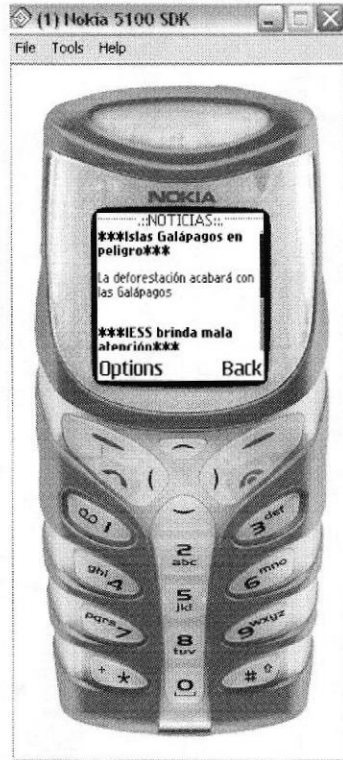 (1) Nokia 5100 SDK
File Tools Help
NOKIA
.::NOTICIAS::.
***Islas Galápagos en
peligro***
La deforestación acabará con
las Galápagos
***IESS brinda mala
atención***
Options Back
1
2
abc
3 def
ghi 4
5
jkl
6 mno
pqrs 7
8
tuv
9 wxyz
+ *
0
#